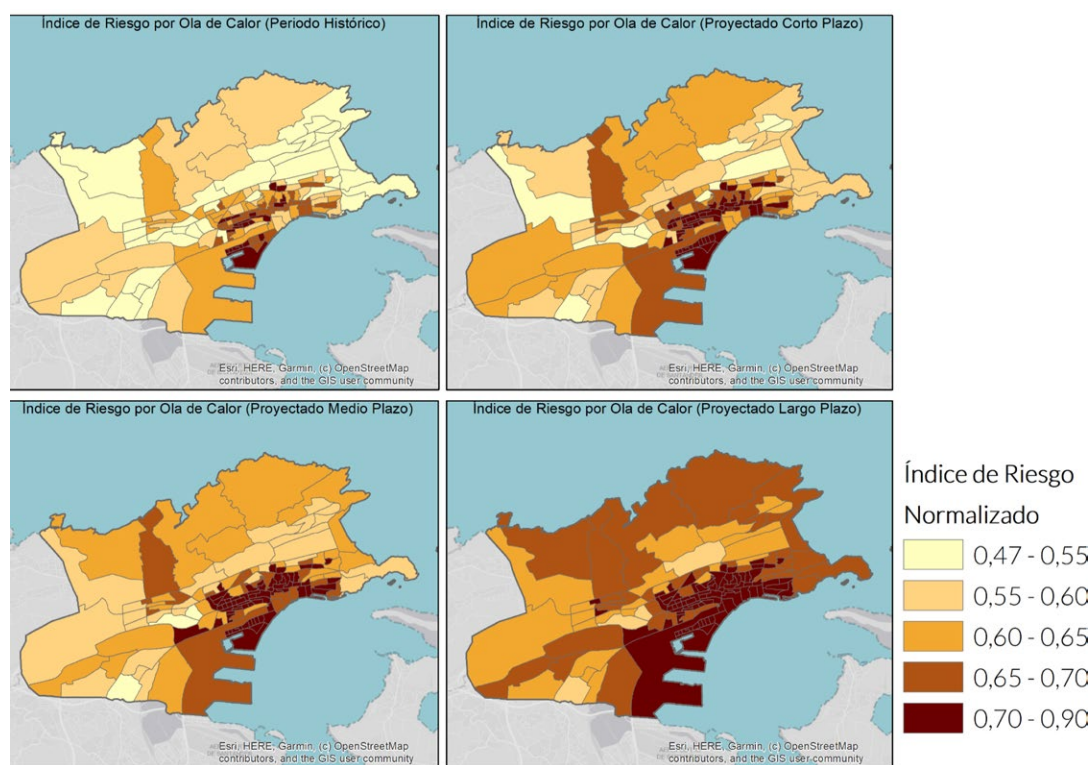 Índice de Riesgo por Ola de Calor (Periodo Histórico)
Esri, HERE, Garmin, (c) OpenStreetMap
contributors, and the GIS user community
Índice de Riesgo por Ola de Calor (Proyectado Corto Plazo)
Esri, HERE, Garmin, (c) OpenStreetMap
contributors, and the GIS user community
Índice de Riesgo por Ola de Calor (Proyectado Medio Plazo)
Esri, HERE, Garmin, (c) OpenStreetMap
contributors, and the GIS user community
Índice de Riesgo por Ola de Calor (Proyectado Largo Plazo)
Esri, HERE, Garmin, (c) OpenStreetMap
contributors, and the GIS user community
Índice de Riesgo
Normalizado
0,47 - 0,55
0,55 - 0,60
0,60 - 0,65
0,65 - 0,70
0,70 - 0,90